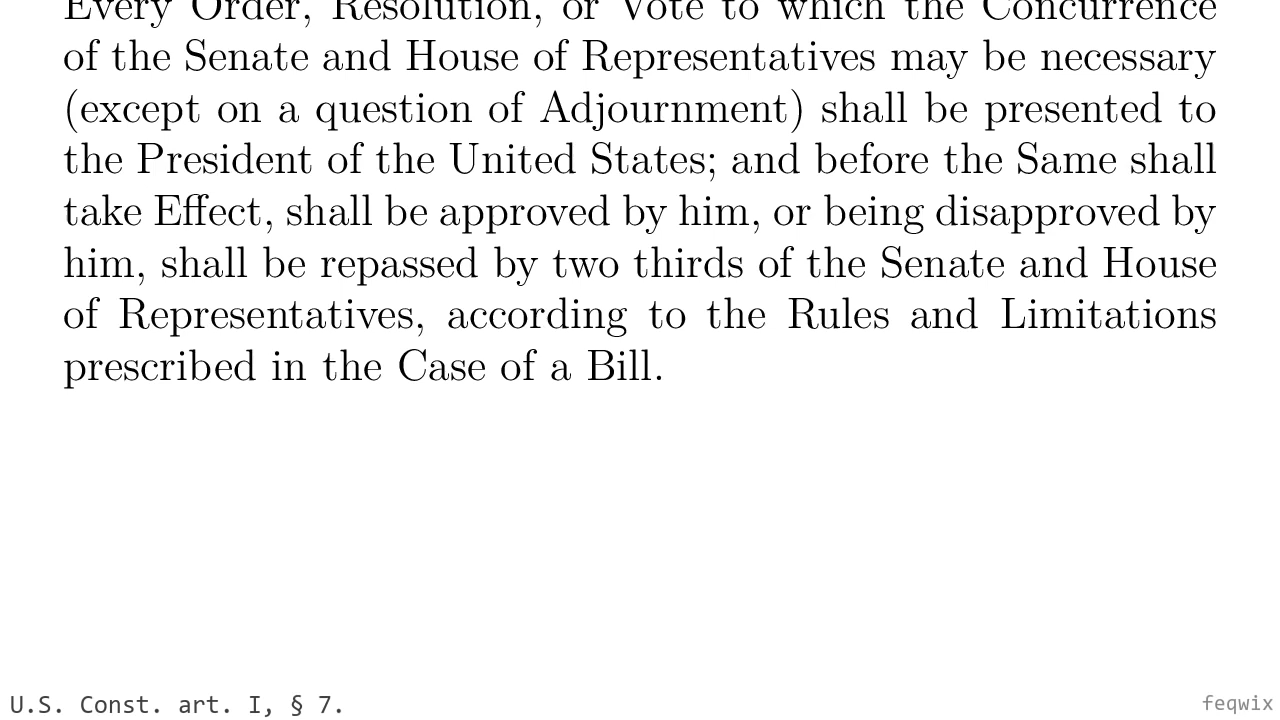 Every Order, Resolution, or Vote to which the Concurrence
of the Senate and House of Representatives may be necessary
(except on a question of Adjournment) shall be presented to
the President of the United States; and before the Same shall
take Effect, shall be approved by him, or being disapproved by
him, shall be repassed by two thirds of the Senate and House
of Representatives, according to the Rules and Limitations
prescribed in the Case of a Bill.
U.S. Const. art. I, § 7.
feqwix